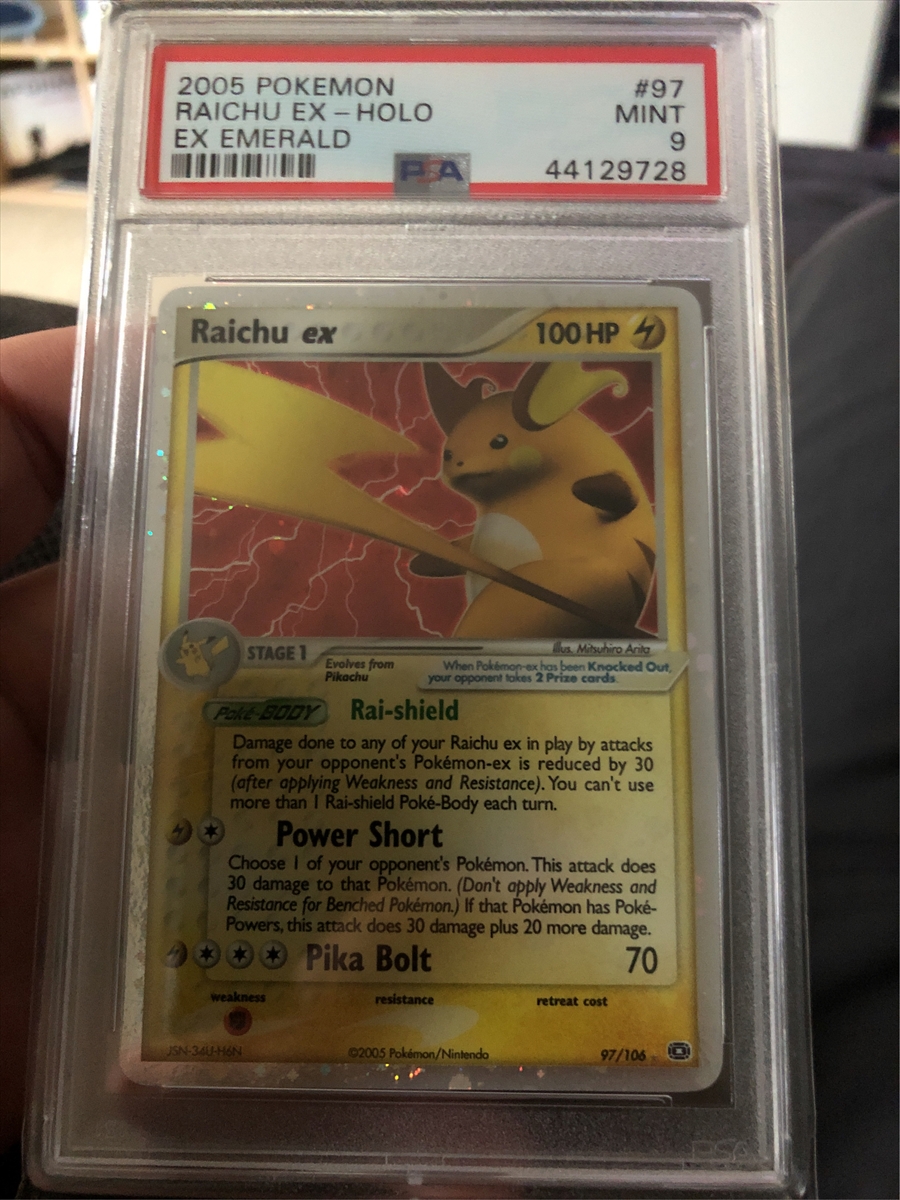 2005 POKEMON #97
RAICHU EX - HOLO MINT
EX EMERALD 9
PSA 44129728
Raichu ex 100 HP
Illus. Mitsuhiro Arita
STAGE 1
Evolves from
Pikachu
When Pokémon-ex has been Knocked Out,
your opponent takes 2 Prize cards.
Poké-BODY Rai-shield
Damage done to any of your Raichu ex in play by attacks
from your opponent's Pokémon-ex is reduced by 30
(after applying Weakness and Resistance). You can't use
more than 1 Rai-shield Poké-Body each turn.
Power Short
Choose 1 of your opponent's Pokémon. This attack does
30 damage to that Pokémon. (Don't apply Weakness and
Resistance for Benched Pokémon.) If that Pokémon has Poké-
Powers, this attack does 30 damage plus 20 more damage.
Pika Bolt 70
weakness resistance retreat cost
JSN-34U-H6N ©2005 Pokémon/Nintendo 97/106
PSA